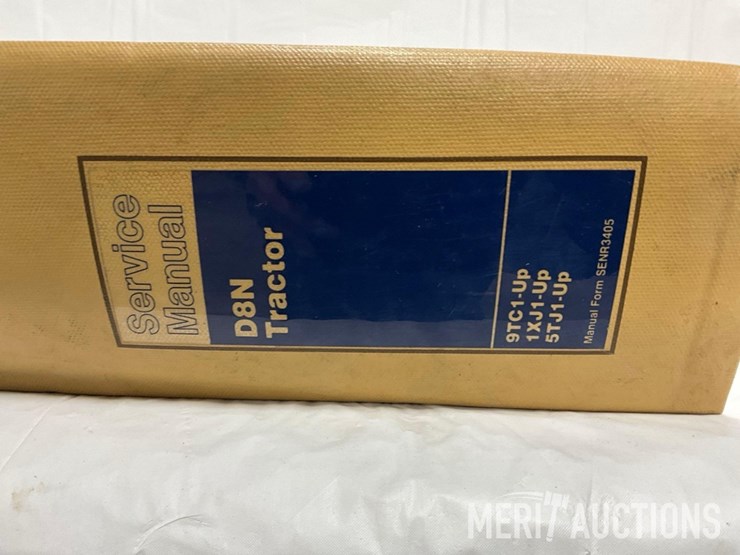 Service
Manual
D8N
Tractor
9TC1-Up
1XJ1-Up
5TJ1-Up
Manual Form SENR3405
MERIT AUCTIONS